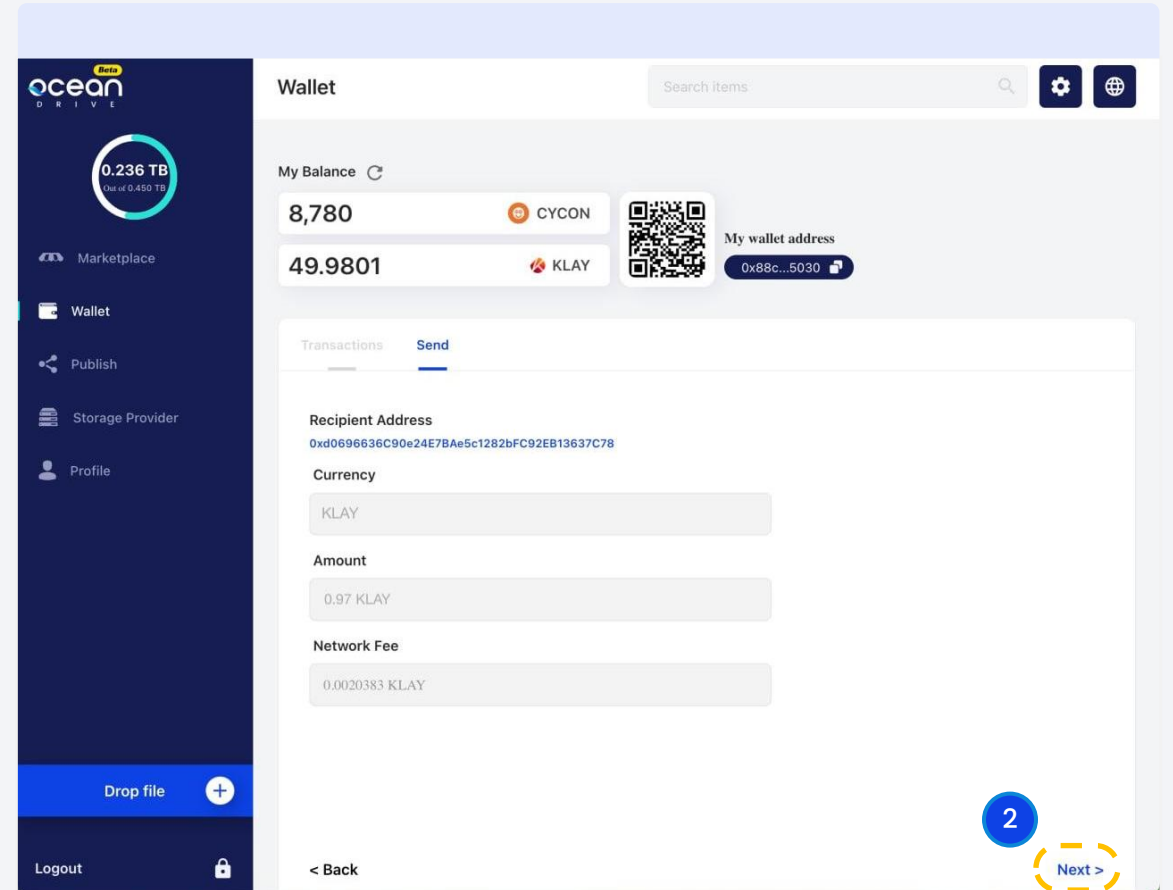 Beta
ocean
DRIVE
0.236 TB
Out of 0.450 TB
Marketplace
Wallet
Publish
Storage Provider
Profile
Drop file
Logout
Wallet
Search items
My Balance
8,780 CYCON
49.9801 KLAY
My wallet address
0x88c...5030
Transactions Send
Recipient Address
0xd0696636C90e24E7BAe5c1282bFC92EB13637C78
Currency
KLAY
Amount
0.97 KLAY
Network Fee
0.0020383 KLAY
2
< Back
Next >